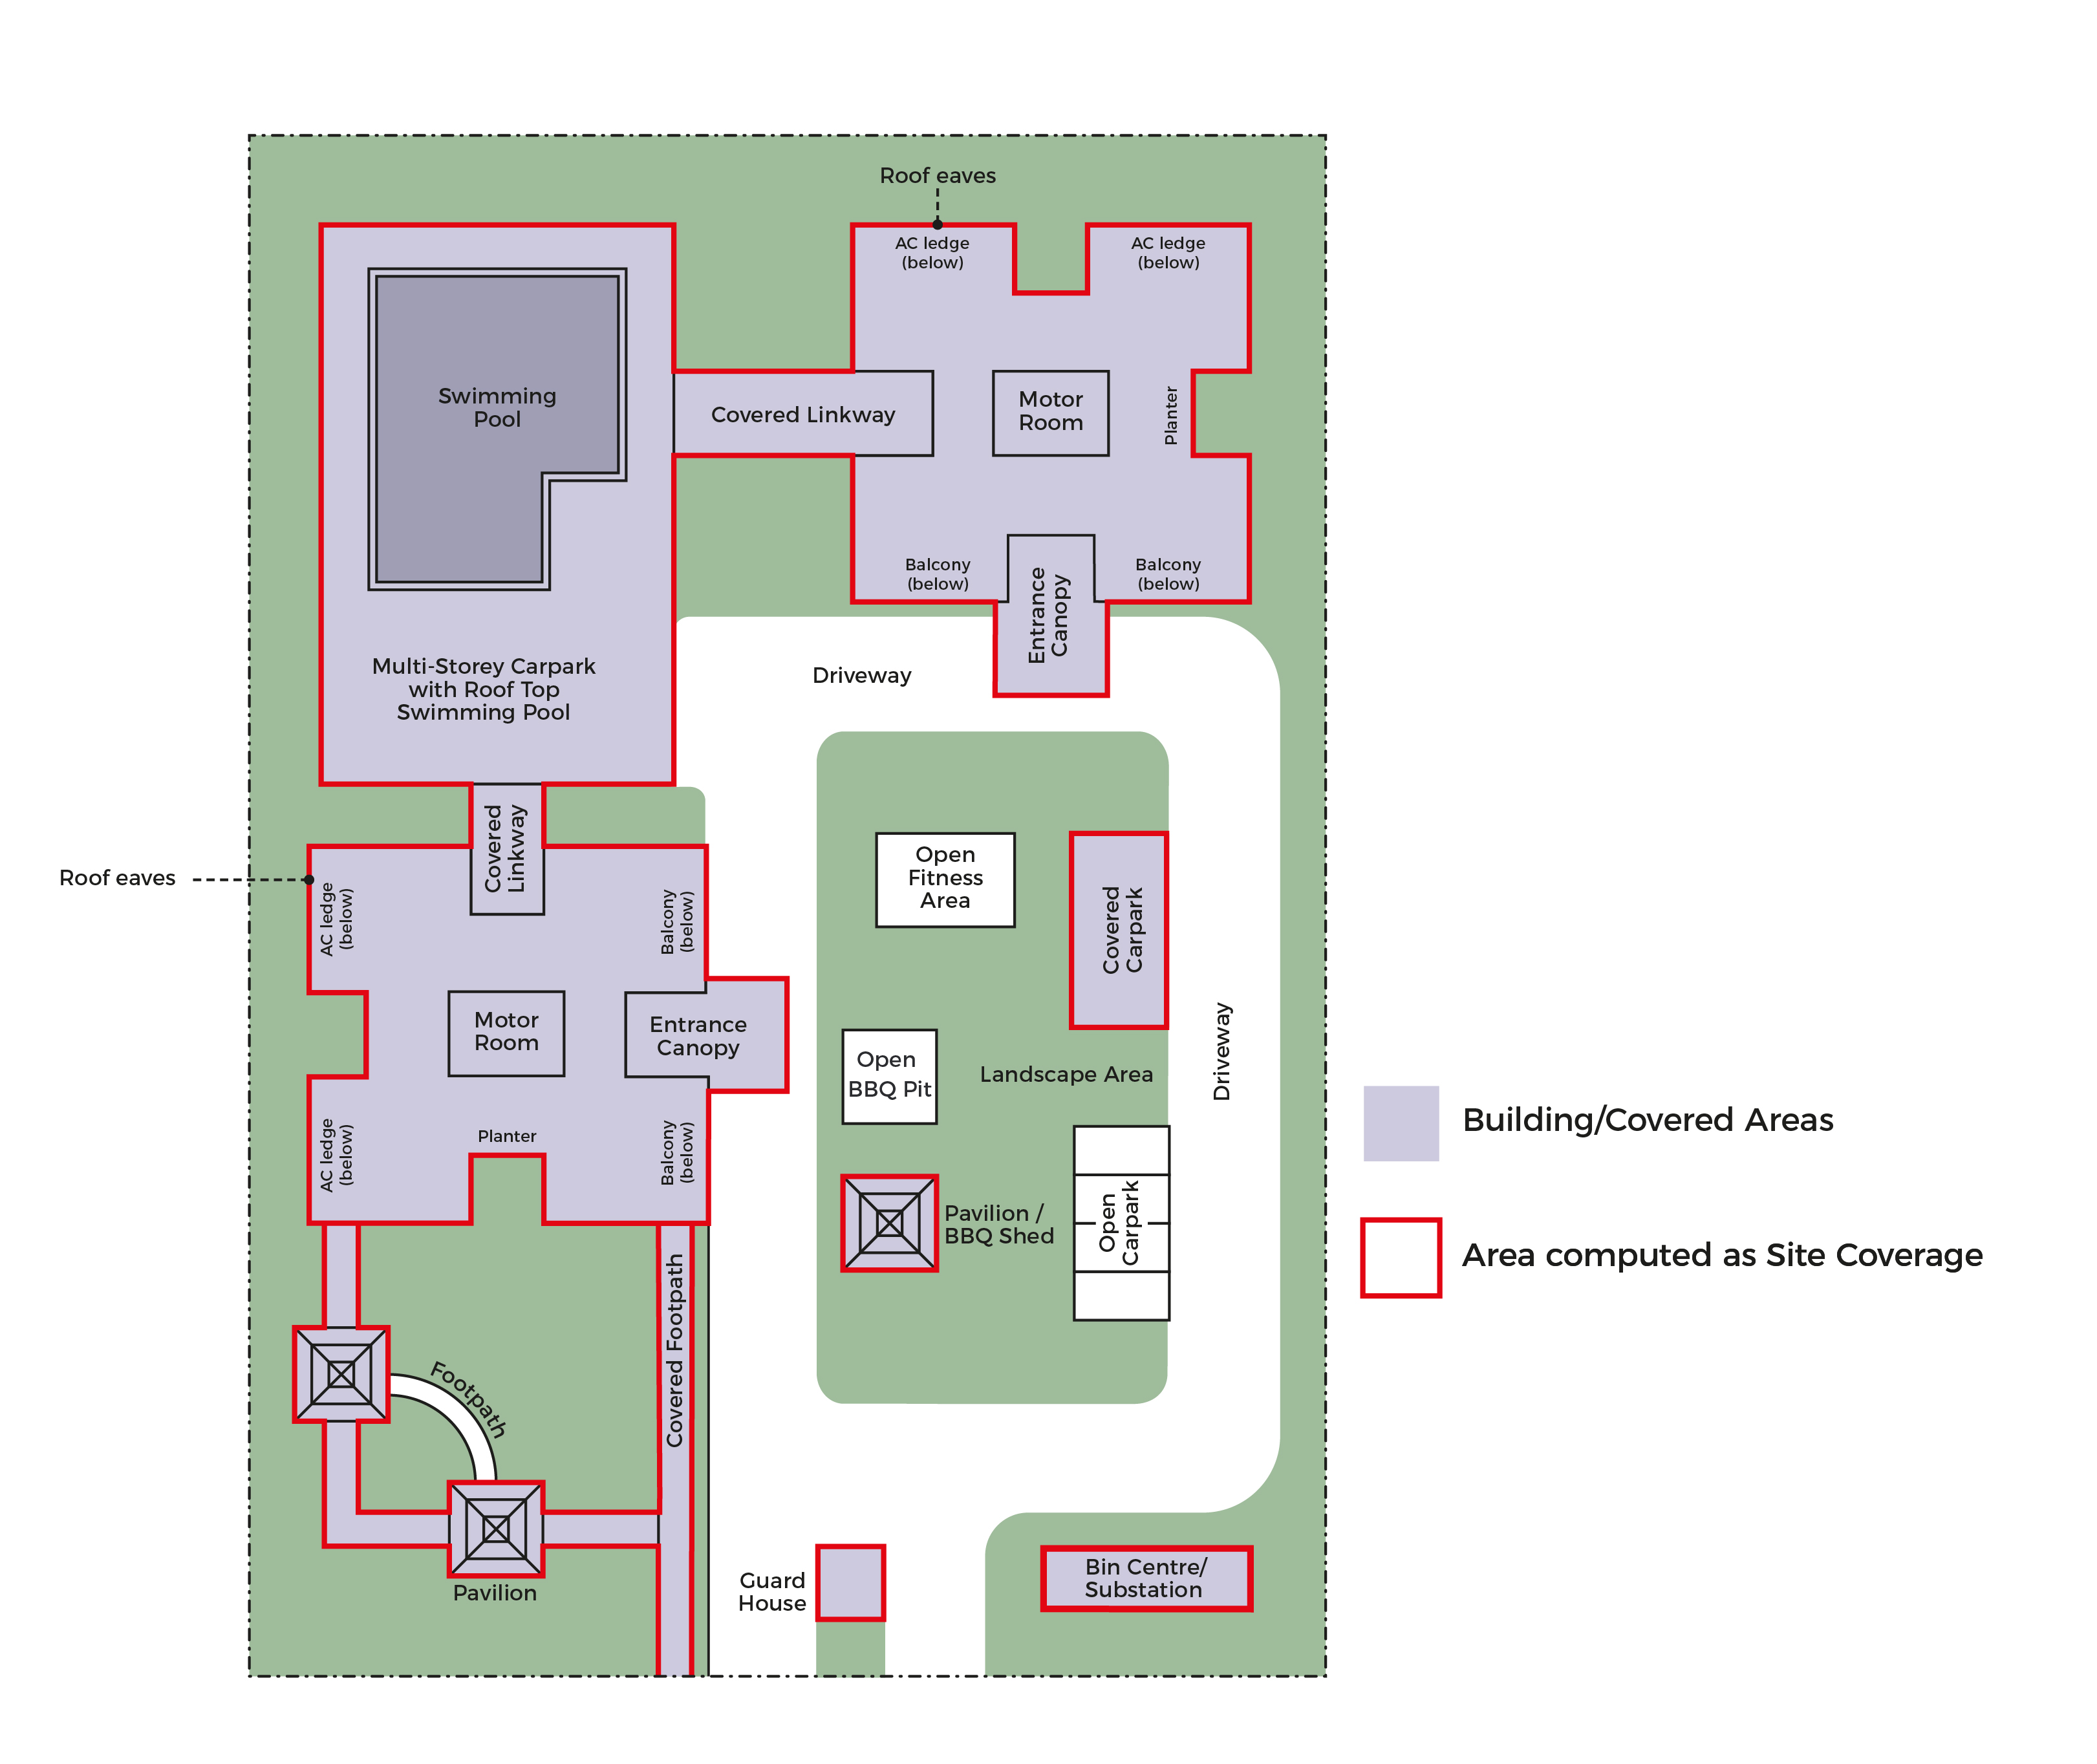 Roof eaves
AC ledge
(below)
AC ledge
(below)
Swimming
Pool
Covered Linkway
Motor
Room
Planter
Balcony
(below)
Entrance
Canopy
Balcony
(below)
Multi-Storey Carpark
with Roof Top
Swimming Pool
Driveway
Covered
Linkway
Roof eaves
AC ledge
(below)
Balcony
(below)
Open
Fitness
Area
Covered
Carpark
Motor
Room
Entrance
Canopy
Open
BBQ Pit
Landscape Area
Driveway
AC ledge
(below)
Planter
Balcony
(below)
Building/Covered Areas
Pavilion /
BBQ Shed
Open
Carpark
Area computed as Site Coverage
Covered Footpath
Footpath
Pavilion
Guard
House
Bin Centre/
Substation